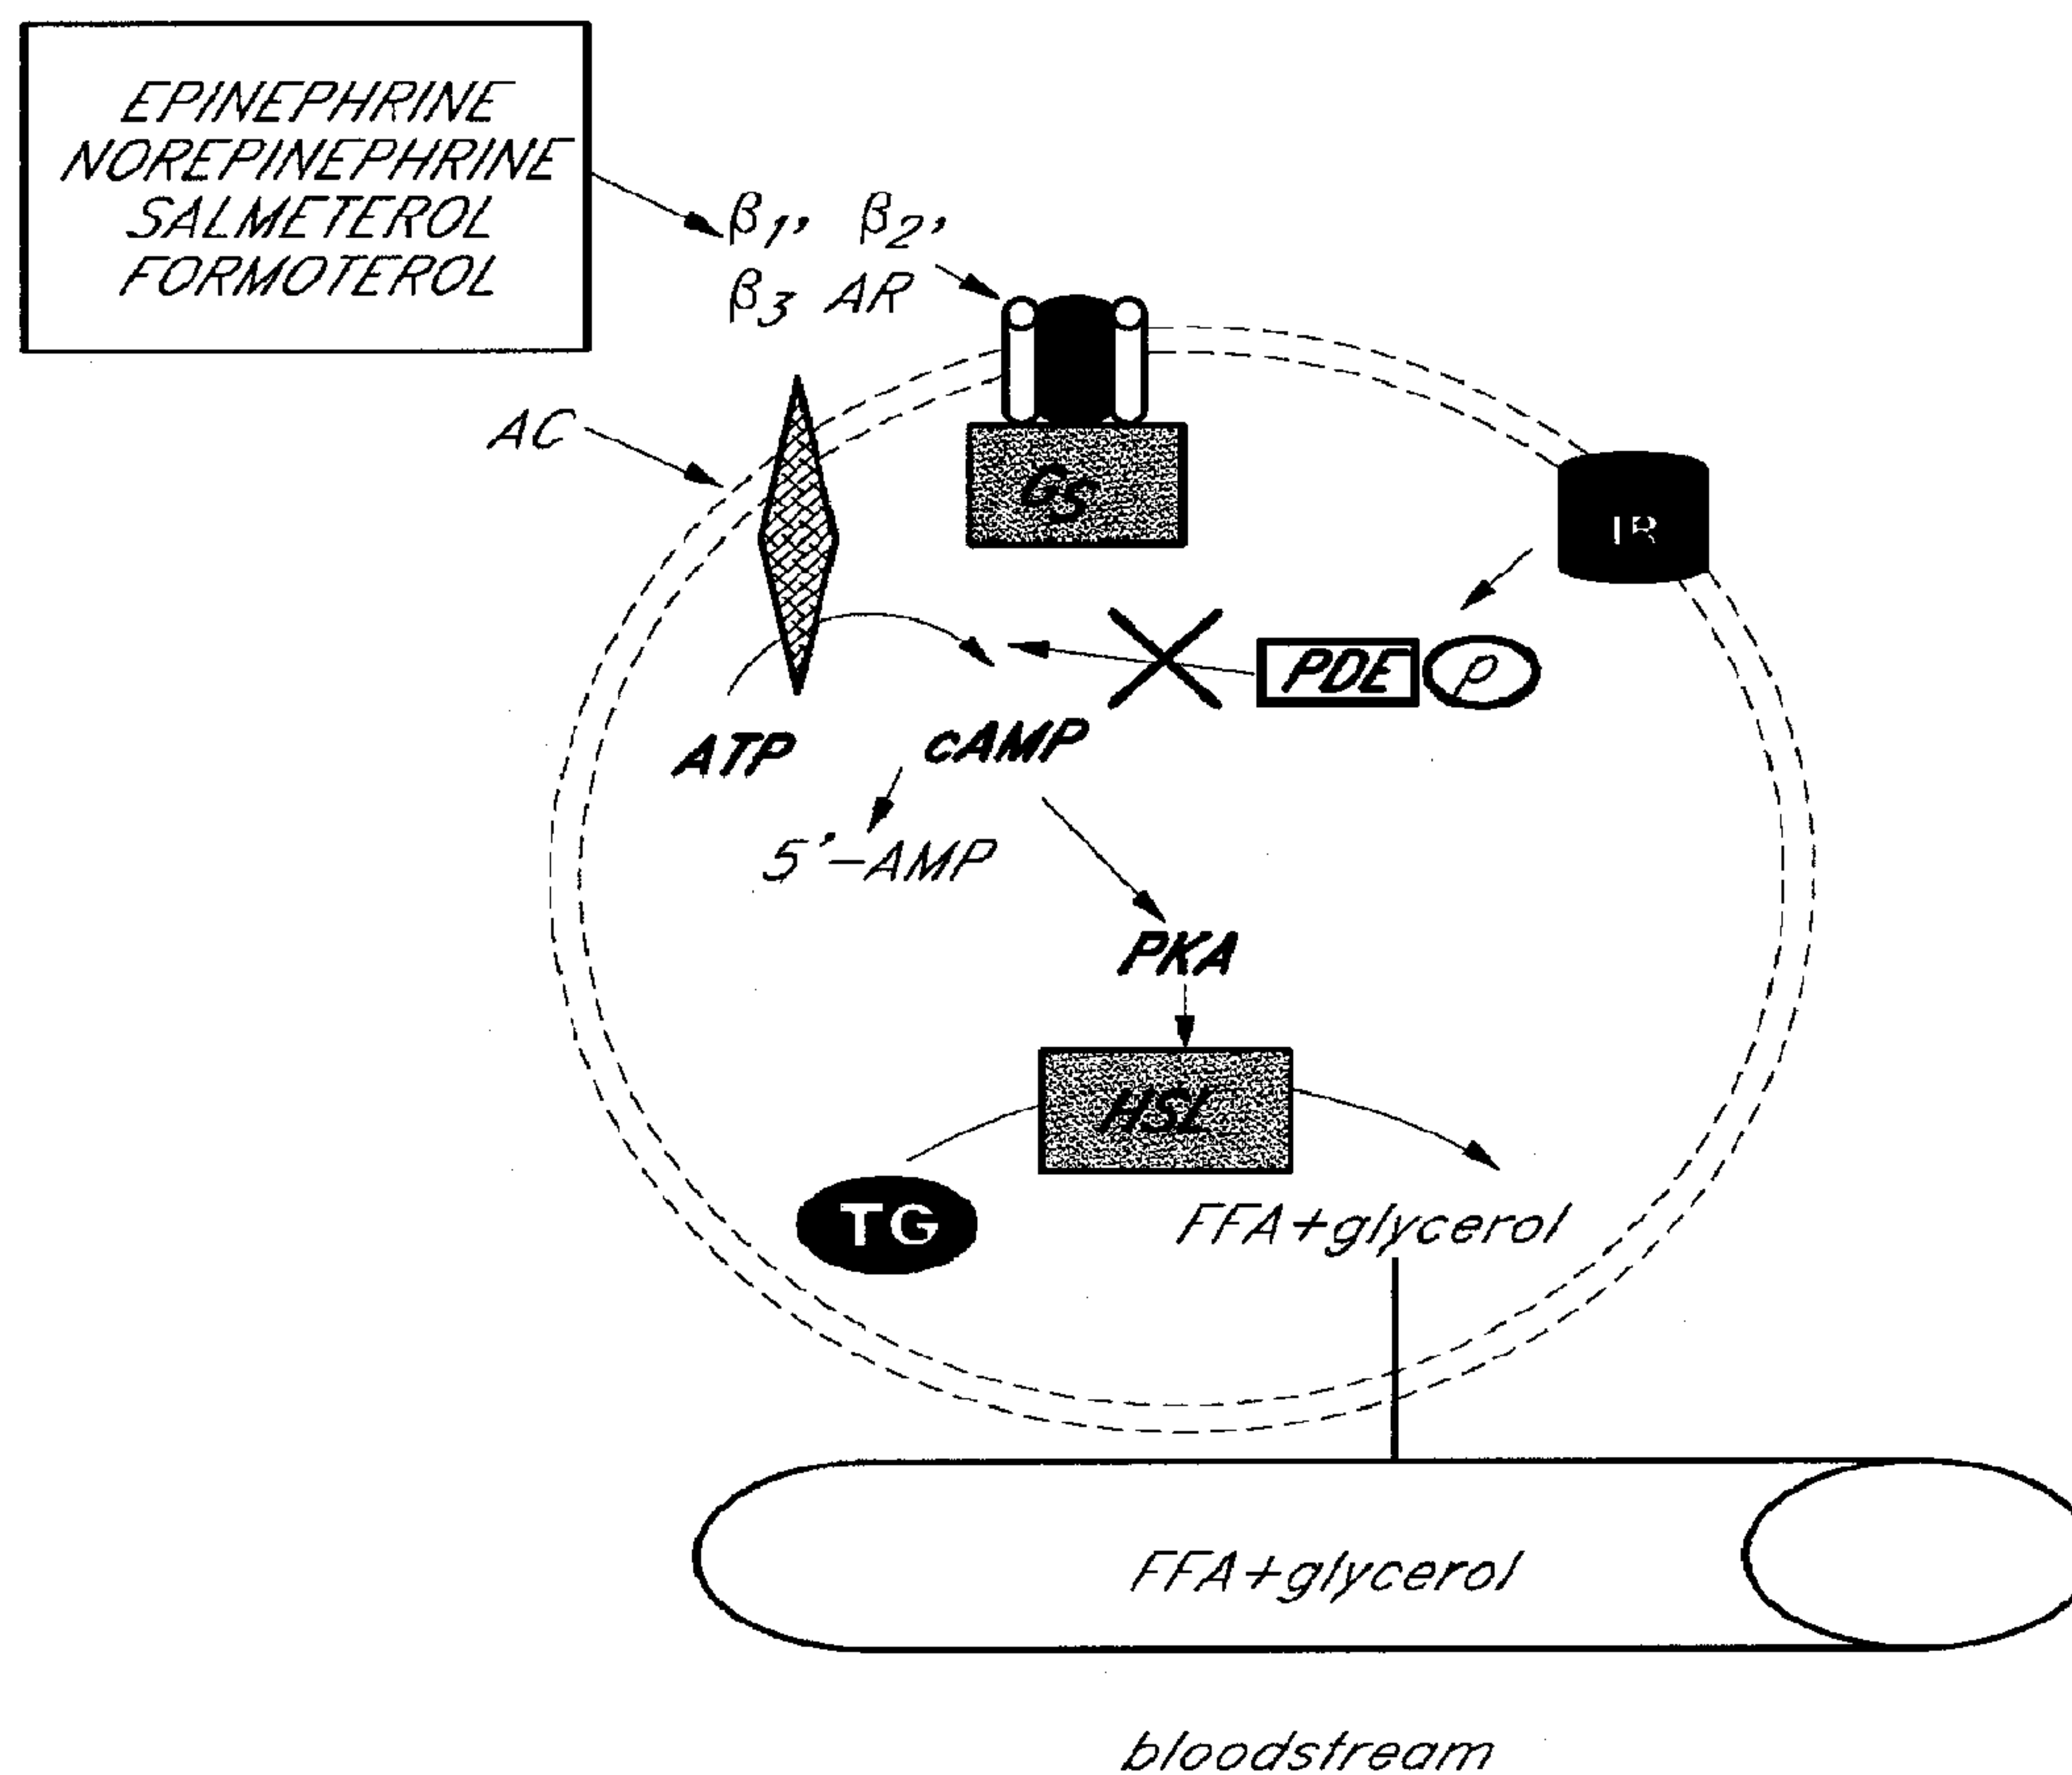 EPINEPHRINE
NOREPINEPHRINE
SALMETEROL
FORMOTEROL
β1, β2,
β3 AR
AC
GS
IR
PDE P
ATP
cAMP
5'-AMP
PKA
HSL
TG
FFA+glycerol
FFA+glycerol
bloodstream